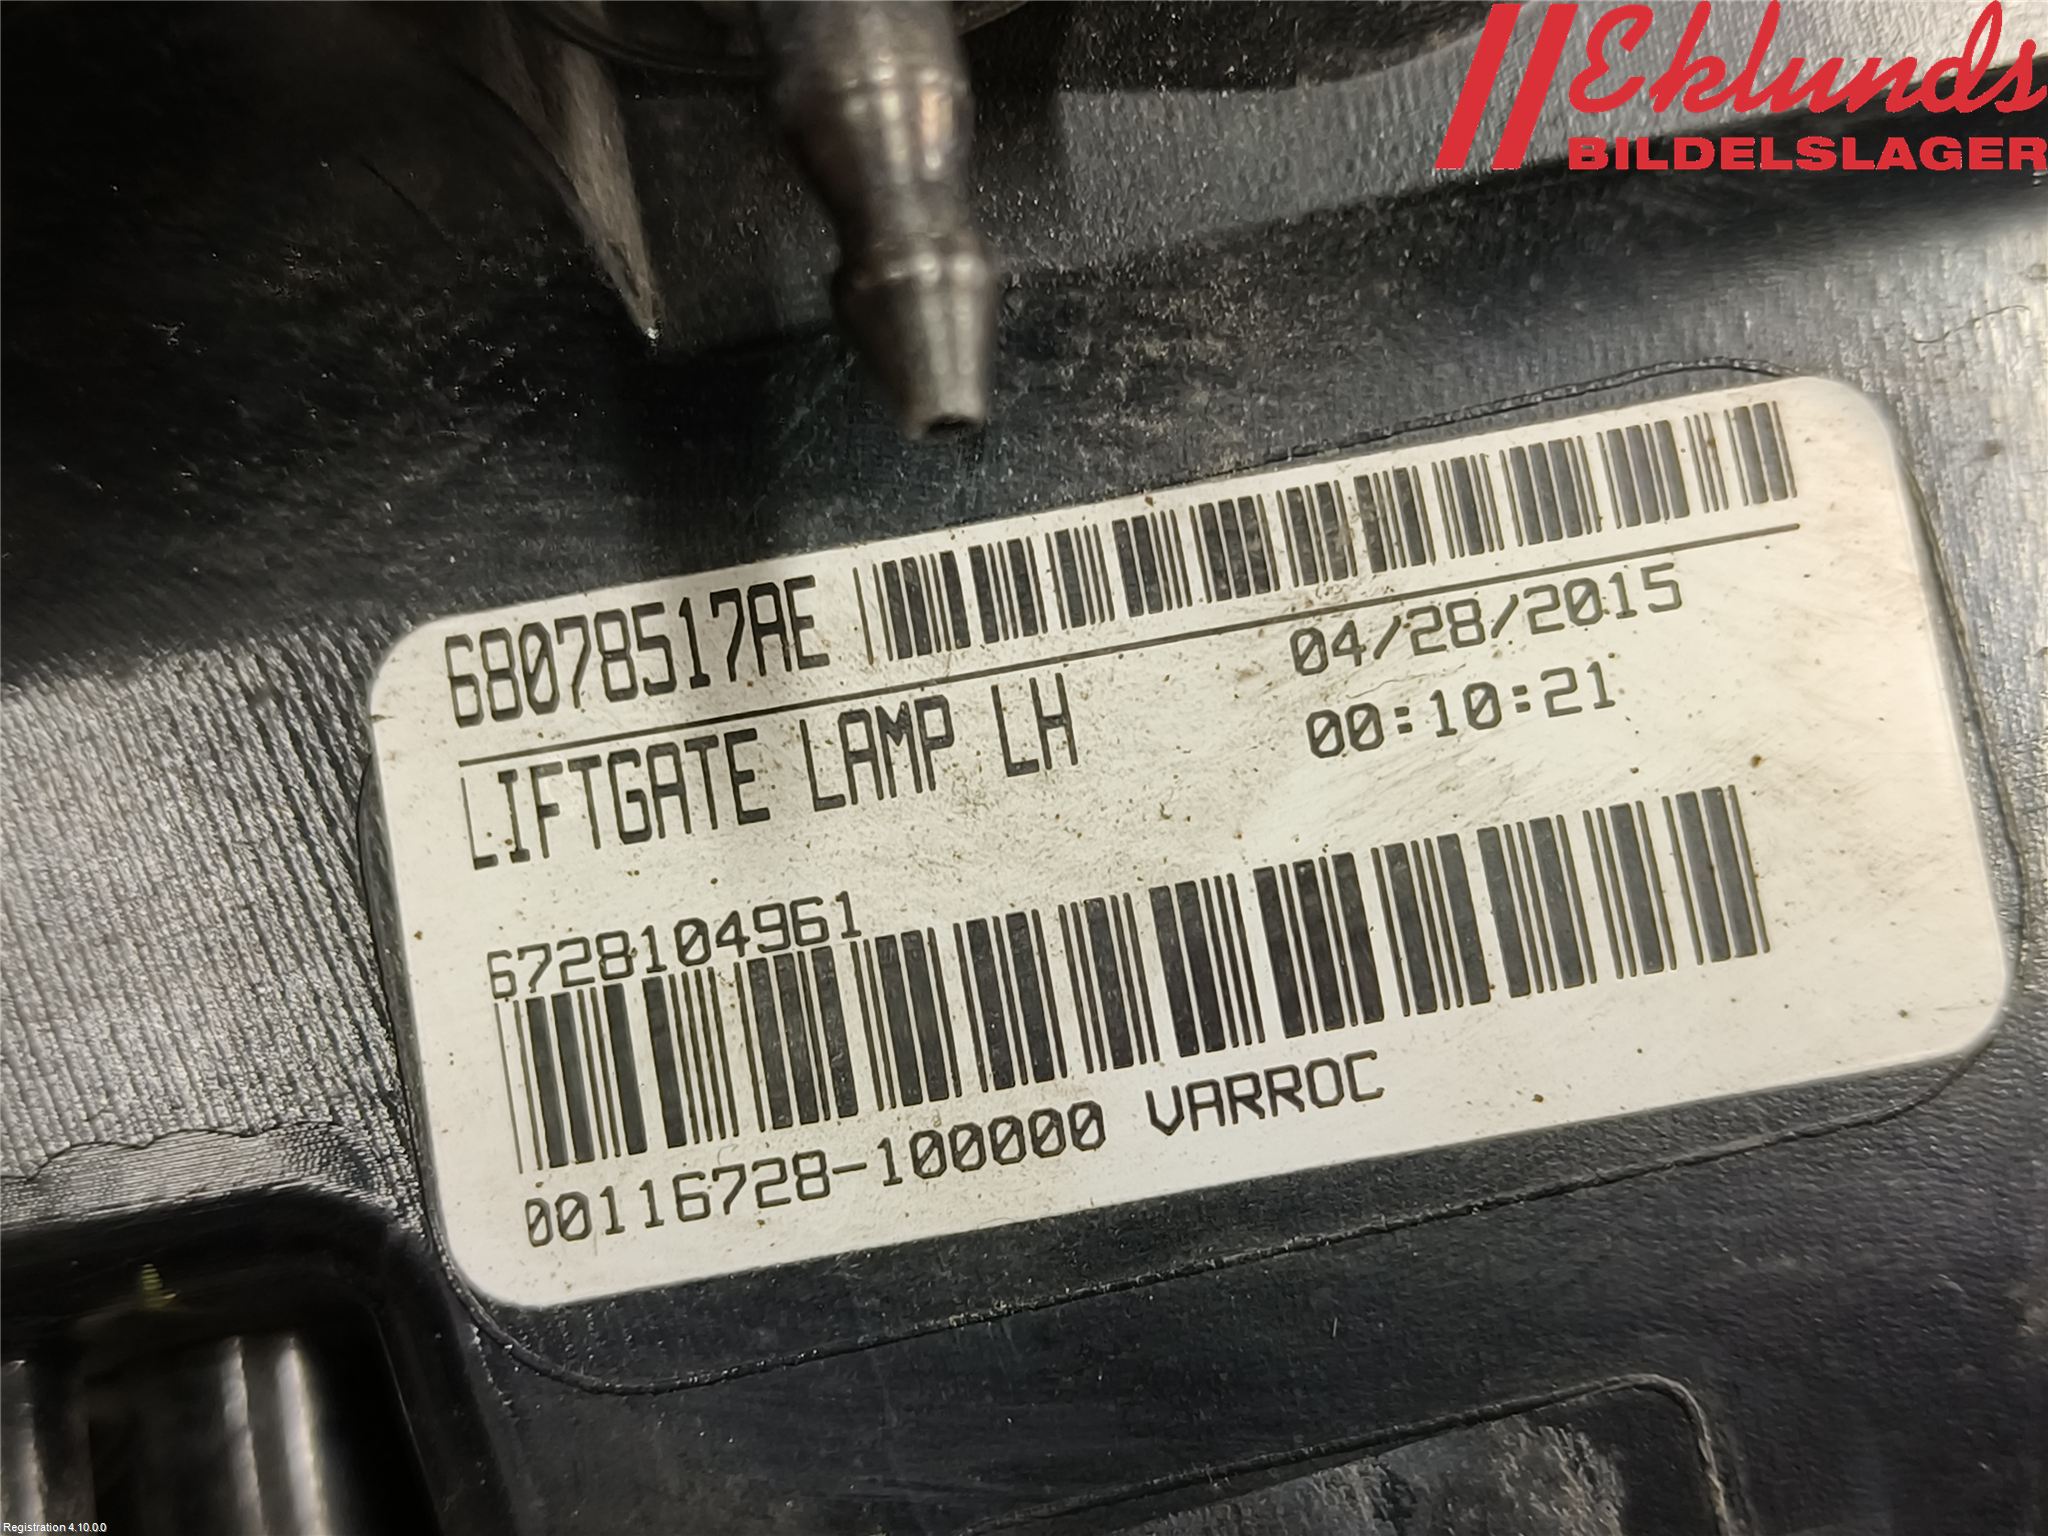 Eklunds
BILDELSLAGER
68078517AE
04/28/2015
LIFTGATE LAMP LH
00:10:21
6728104961
00116728-100000 VARROC
Registration 4.10.0.0